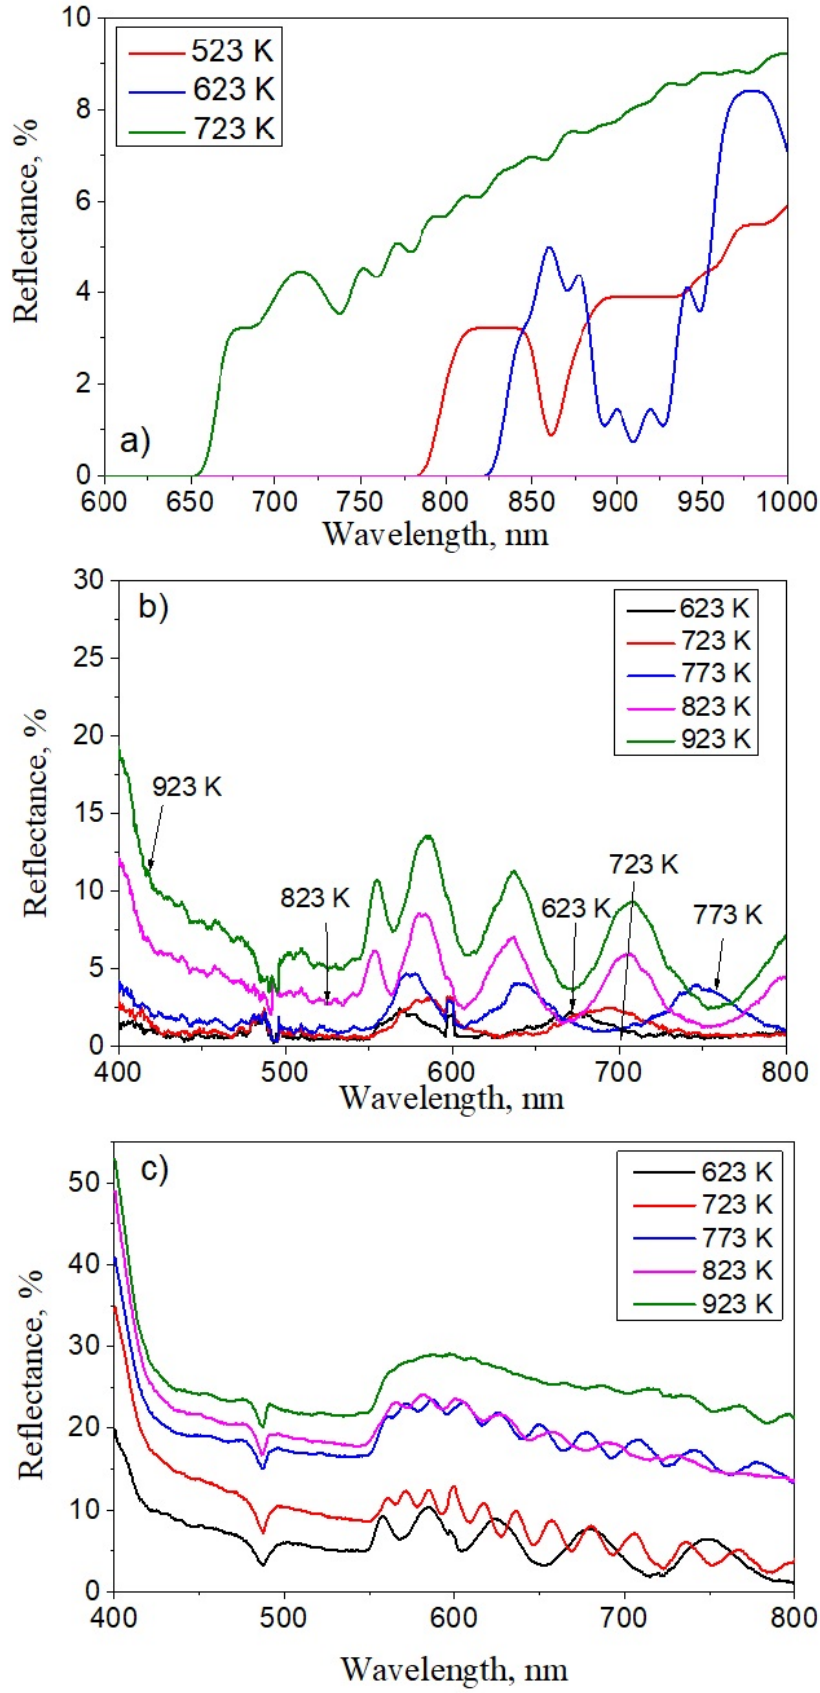 10
8
6
4
2
0
Reflectance, %
523 K
623 K
723 K
a)
600 650 700 750 800 850 900 950 1000
Wavelength, nm
30
25
20
15
10
5
0
Reflectance, %
b)
623 K
723 K
773 K
823 K
923 K
923 K
823 K
623 K
723 K
773 K
400 500 600 700 800
Wavelength, nm
50
40
30
20
10
0
Reflectance, %
c)
623 K
723 K
773 K
823 K
923 K
400 500 600 700 800
Wavelength, nm